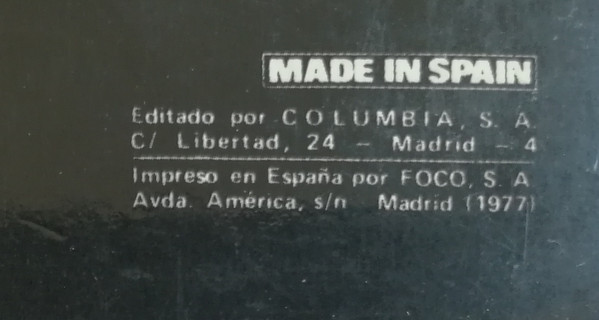 MADE IN SPAIN
Editado por COLUMBIA, S. A.
C/ Libertad, 24 – Madrid – 4
Impreso en España por FOCO, S. A.
Avda. América, s/n Madrid (1977)